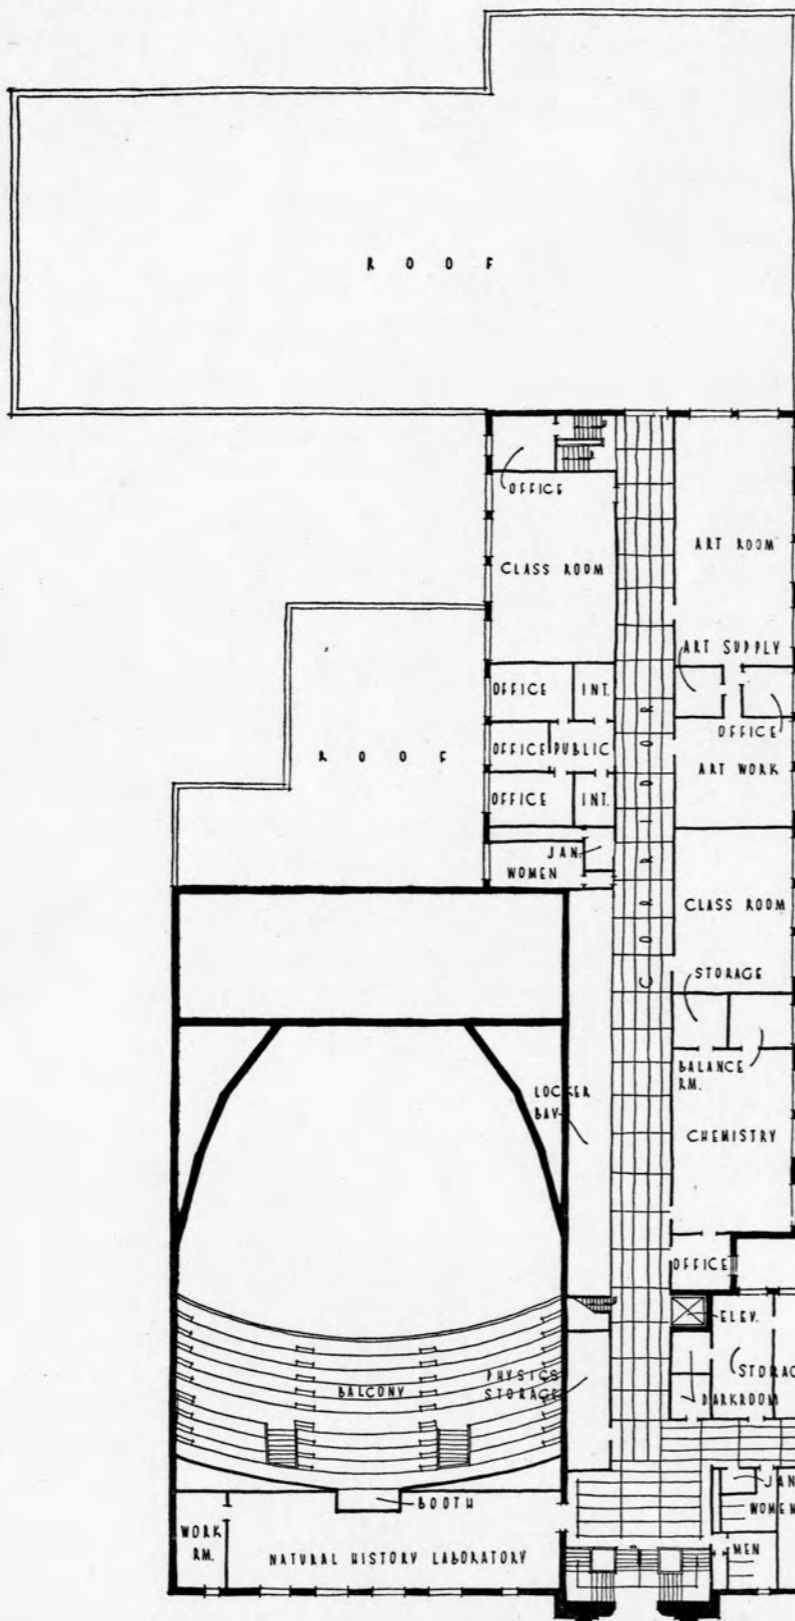 ROOF
OFFICE
CLASS ROOM
ART ROOM
ART SUPPLY
OFFICE
INT.
OFFICE
OFFICE
PUBLIC
ROOF
ART WORK
OFFICE
INT.
CORRIDOR
JAN.
WOMEN
CLASS ROOM
STORAGE
BALANCE
RM.
LOCKER
BAY
CHEMISTRY
OFFICE
ELEV.
PHYSICS
STORAGE
STORAG
BALCONY
DARKROOM
BOOTH
JAN
WOMEN
WORK
RM.
NATURAL HISTORY LABORATORY
MEN